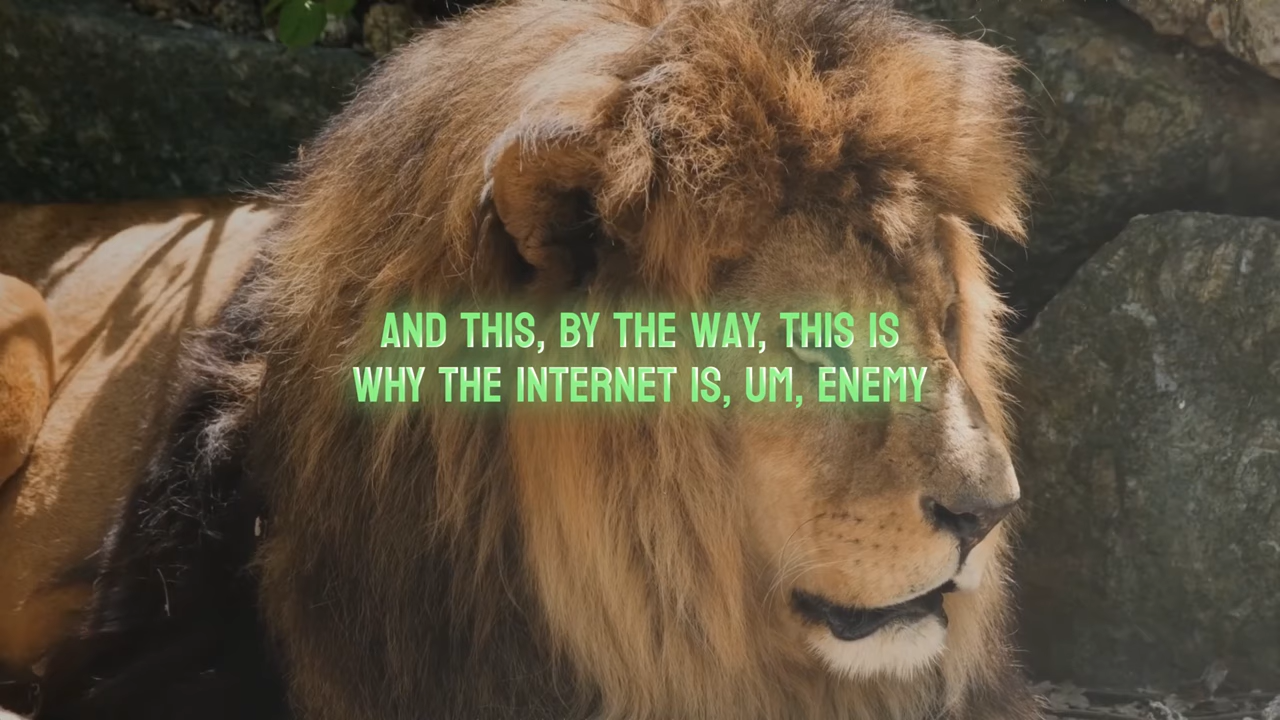 AND THIS, BY THE WAY, THIS IS
WHY THE INTERNET IS, UM, ENEMY